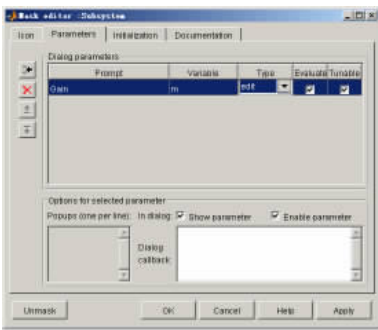 Mask editor :Subsystem
Icon Parameters Initialization Documentation
Dialog parameters
Prompt Variable Type Evaluate Tunable
Gain m edit
Options for selected parameter
Popups (one per line): In dialog: Show parameter Enable parameter
Dialog
callback:
Unmask OK Cancel Help Apply